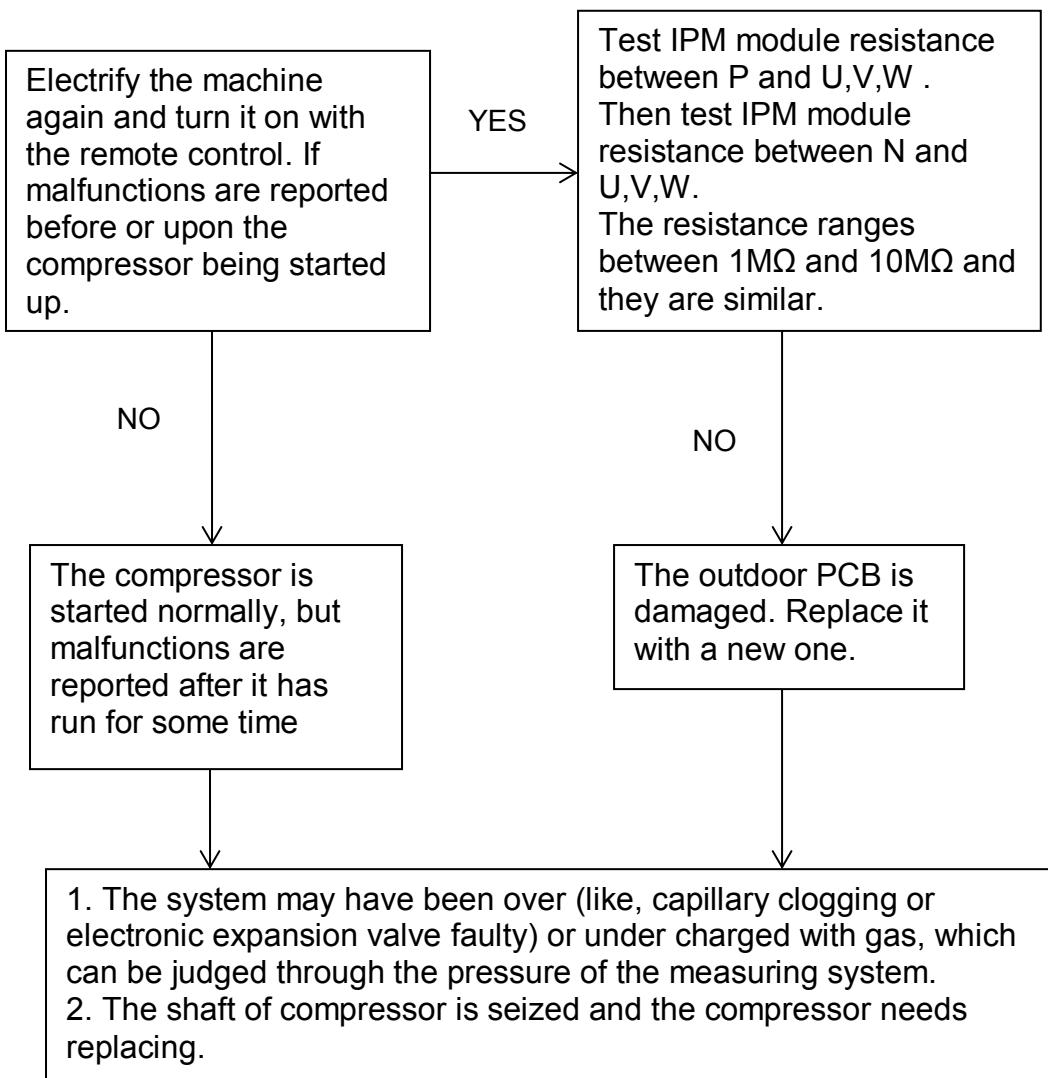 Electrify the machine
again and turn it on with
the remote control. If
malfunctions are reported
before or upon the
compressor being started
up.
YES
Test IPM module resistance
between P and U,V,W .
Then test IPM module
resistance between N and
U,V,W.
The resistance ranges
between 1MΩ and 10MΩ and
they are similar.
NO
NO
The compressor is
started normally, but
malfunctions are
reported after it has
run for some time
The outdoor PCB is
damaged. Replace it
with a new one.
1. The system may have been over (like, capillary clogging or
electronic expansion valve faulty) or under charged with gas, which
can be judged through the pressure of the measuring system.
2. The shaft of compressor is seized and the compressor needs
replacing.